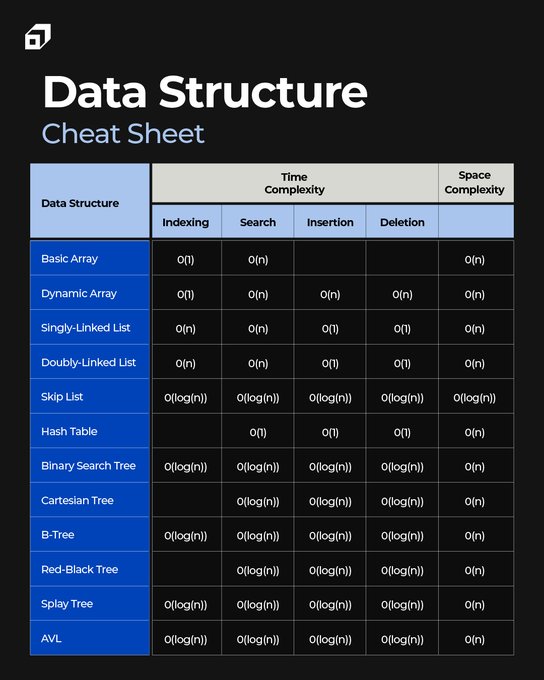 Data Structure
Cheat Sheet
Data Structure
Time
Complexity
Space
Complexity
Indexing Search Insertion Deletion
Basic Array 0(1) 0(n) 0(n)
Dynamic Array 0(1) 0(n) 0(n) 0(n) 0(n)
Singly-Linked List 0(n) 0(n) 0(1) 0(1) 0(n)
Doubly-Linked List 0(n) 0(n) 0(1) 0(1) 0(n)
Skip List 0(log(n)) 0(log(n)) 0(log(n)) 0(log(n)) 0(log(n))
Hash Table 0(1) 0(1) 0(1) 0(n)
Binary Search Tree 0(log(n)) 0(log(n)) 0(log(n)) 0(log(n)) 0(n)
Cartesian Tree 0(log(n)) 0(log(n)) 0(log(n)) 0(n)
B-Tree 0(log(n)) 0(log(n)) 0(log(n)) 0(log(n)) 0(n)
Red-Black Tree 0(log(n)) 0(log(n)) 0(log(n)) 0(n)
Splay Tree 0(log(n)) 0(log(n)) 0(log(n)) 0(log(n)) 0(n)
AVL 0(log(n)) 0(log(n)) 0(log(n)) 0(log(n)) 0(n)